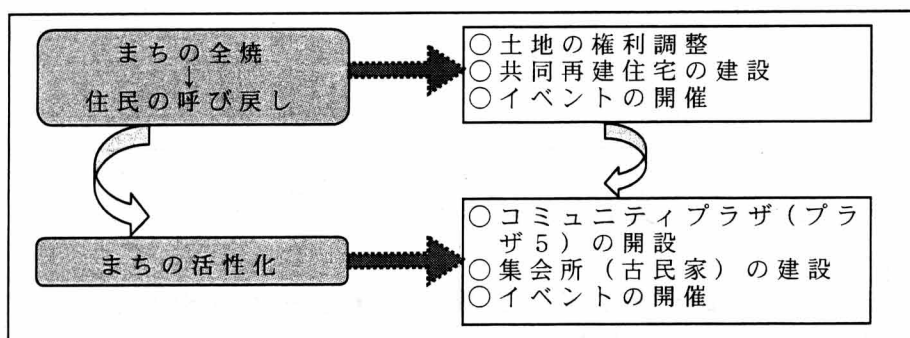 まちの全焼
↓
住民の呼び戻し
○土地の権利調整
○共同再建住宅の建設
○イベントの開催
まちの活性化
○コミュニティプラザ(プラ
ザ5)の開設
○集会所(古民家)の建設
○イベントの開催